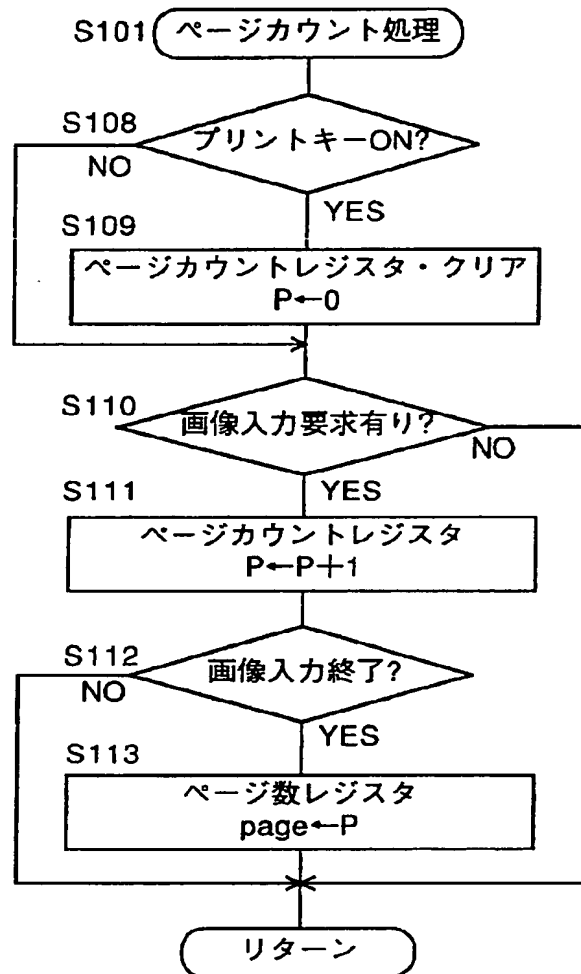 S101 ページカウント処理
S108
プリントキーON?
NO
YES
S109
ページカウントレジスタ・クリア
P←0
S110
画像入力要求有り?
NO
YES
S111
ページカウントレジスタ
P←P+1
S112
画像入力終了?
NO
YES
S113
ページ数レジスタ
page←P
リターン